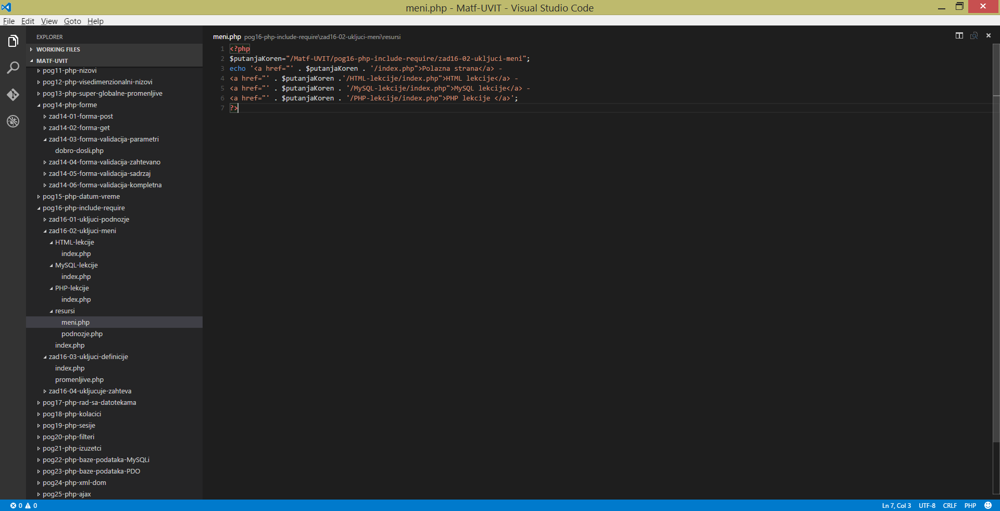 meni.php - Matf-UVIT - Visual Studio Code
File Edit View Goto Help
EXPLORER
WORKING FILES
MATF-UVIT
pog11-php-nizovi
pog12-php-visedimenzionalni-nizovi
pog13-php-super-globalne-promenljive
pog14-php-forme
zad14-01-forma-post
zad14-02-forma-get
zad14-03-forma-validacija-parametri
dobro-dosli.php
zad14-04-forma-validacija-zahtevano
zad14-05-forma-validacija-sadrzaj
zad14-06-forma-validacija-kompletna
pog15-php-datum-vreme
pog16-php-include-require
zad16-01-ukljuci-podnozje
zad16-02-ukljuci-meni
HTML-lekcije
index.php
MySQL-lekcije
index.php
PHP-lekcije
index.php
resursi
meni.php
podnozje.php
index.php
zad16-03-ukljuci-definicije
index.php
promenljive.php
zad16-04-ukljucuje-zahteva
pog17-php-rad-sa-datotekama
pog18-php-kolacici
pog19-php-sesije
pog20-php-filteri
pog21-php-izuzetci
pog22-php-baze-podataka-MySQLi
pog23-php-baze-podataka-PDO
pog24-php-xml-dom
pog25-php-ajax
meni.php pog16-php-include-require\zad16-02-ukljuci-meni\resursi
1 <?php
2 $putanjaKoren="/Matf-UVIT/pog16-php-include-require/zad16-02-ukljuci-meni";
3 echo '<a href="' . $putanjaKoren . '/index.php">Polazna strana</a> -
4 <a href="' . $putanjaKoren .'/HTML-lekcije/index.php">HTML lekcije</a> -
5 <a href="' . $putanjaKoren . '/MySQL-lekcije/index.php">MySQL lekcije</a> -
6 <a href="' . $putanjaKoren . '/PHP-lekcije/index.php">PHP lekcije </a>';
7 ?>
0 0
Ln 7, Col 3 UTF-8 CRLF PHP